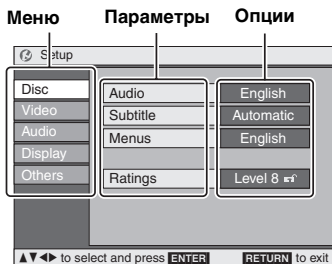 Меню Параметры Опции
Setup
Disc Audio English
Video Subtitle Automatic
Audio Menus English
Display
Others Ratings Level 8
▲▼◀▶ to select and press ENTER RETURN to exit